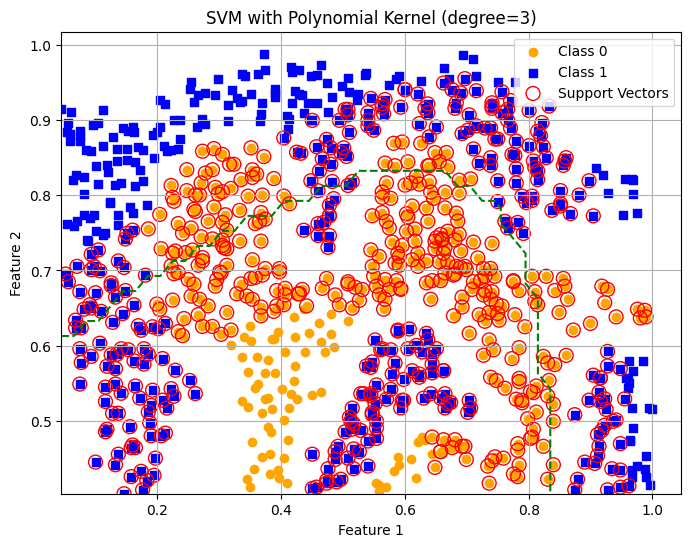 SVM with Polynomial Kernel (degree=3)
Class 0
Class 1
Support Vectors
Feature 2
1.0
0.9
0.8
0.7
0.6
0.5
0.2
0.4
0.6
0.8
1.0
Feature 1